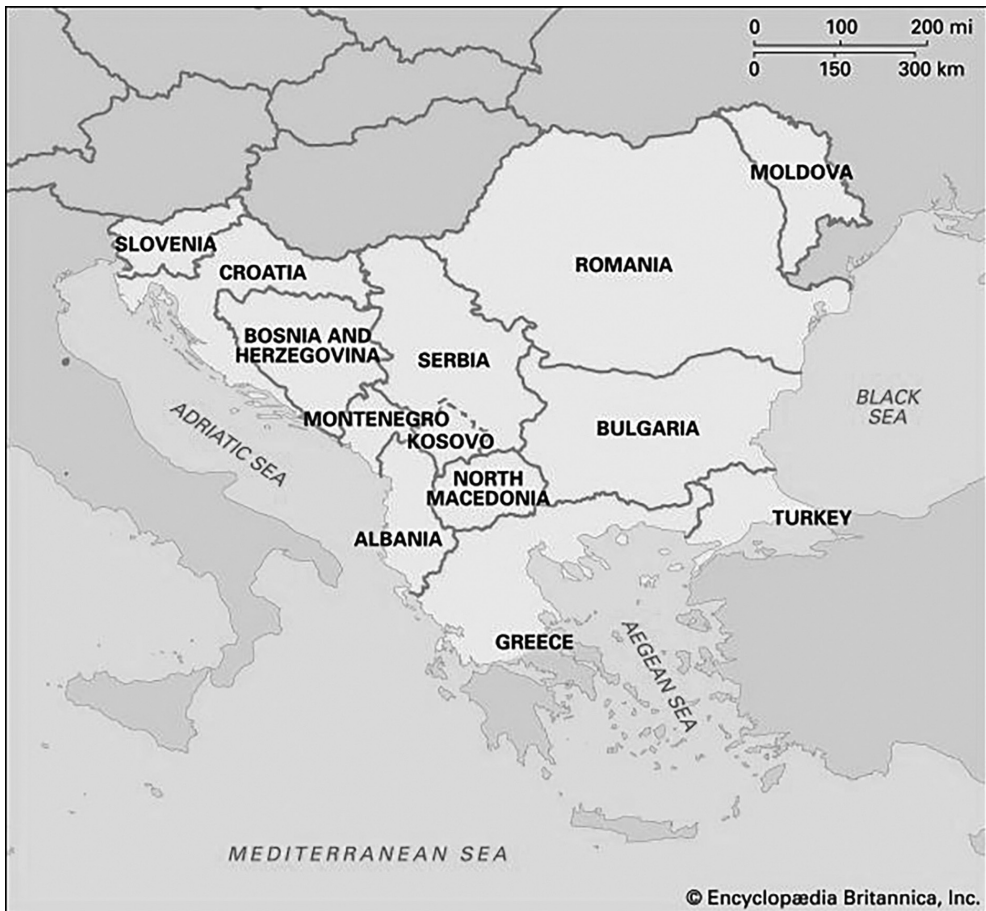 0 100 200 mi
0 150 300 km
MOLDOVA
SLOVENIA
CROATIA
ROMANIA
BOSNIA AND
HERZEGOVINA
SERBIA
BLACK
SEA
ADRIATIC SEA
MONTENEGRO
KOSOVO
BULGARIA
NORTH
MACEDONIA
TURKEY
ALBANIA
GREECE
AEGEAN SEA
MEDITERRANEAN SEA
© Encyclopædia Britannica, Inc.